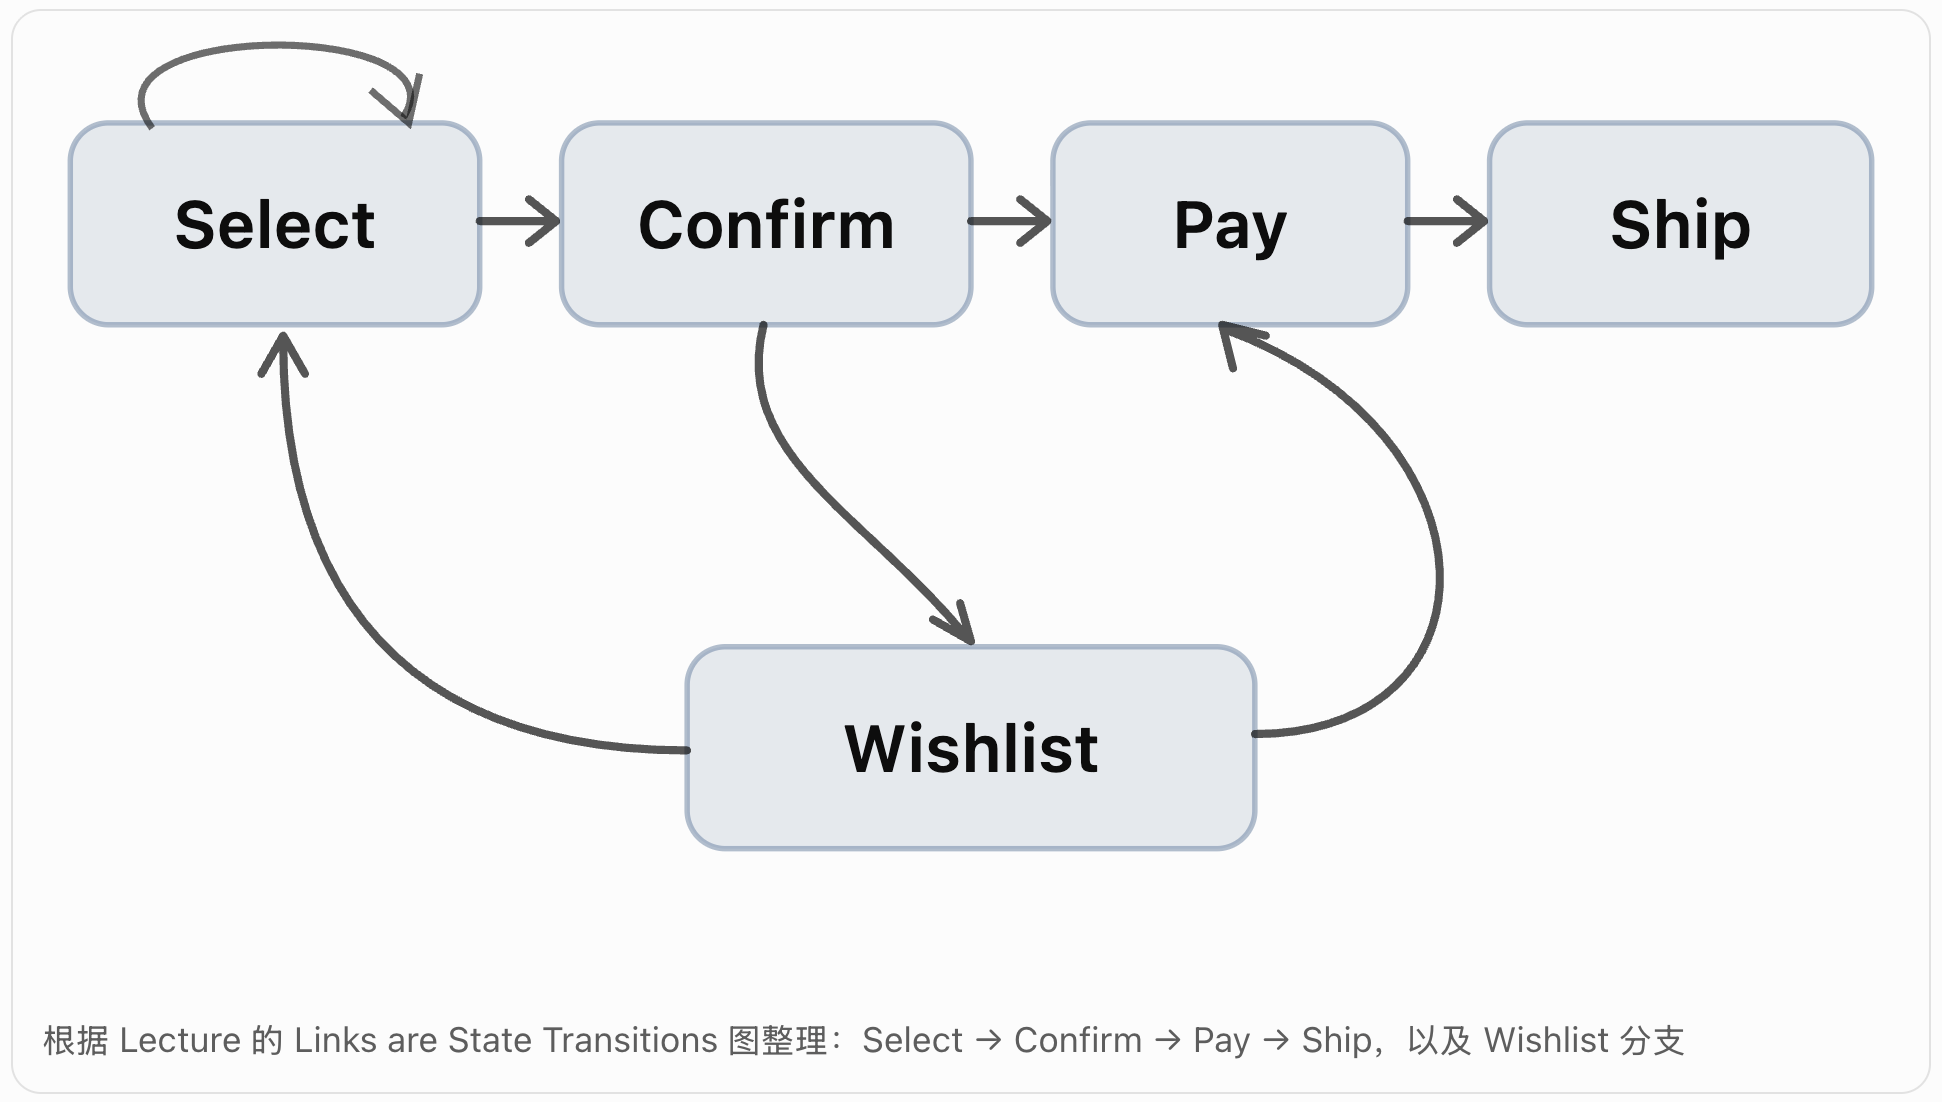 Select
Confirm
Pay
Ship
Wishlist
根据 Lecture 的 Links are State Transitions 图整理：Select → Confirm → Pay → Ship，以及 Wishlist 分支